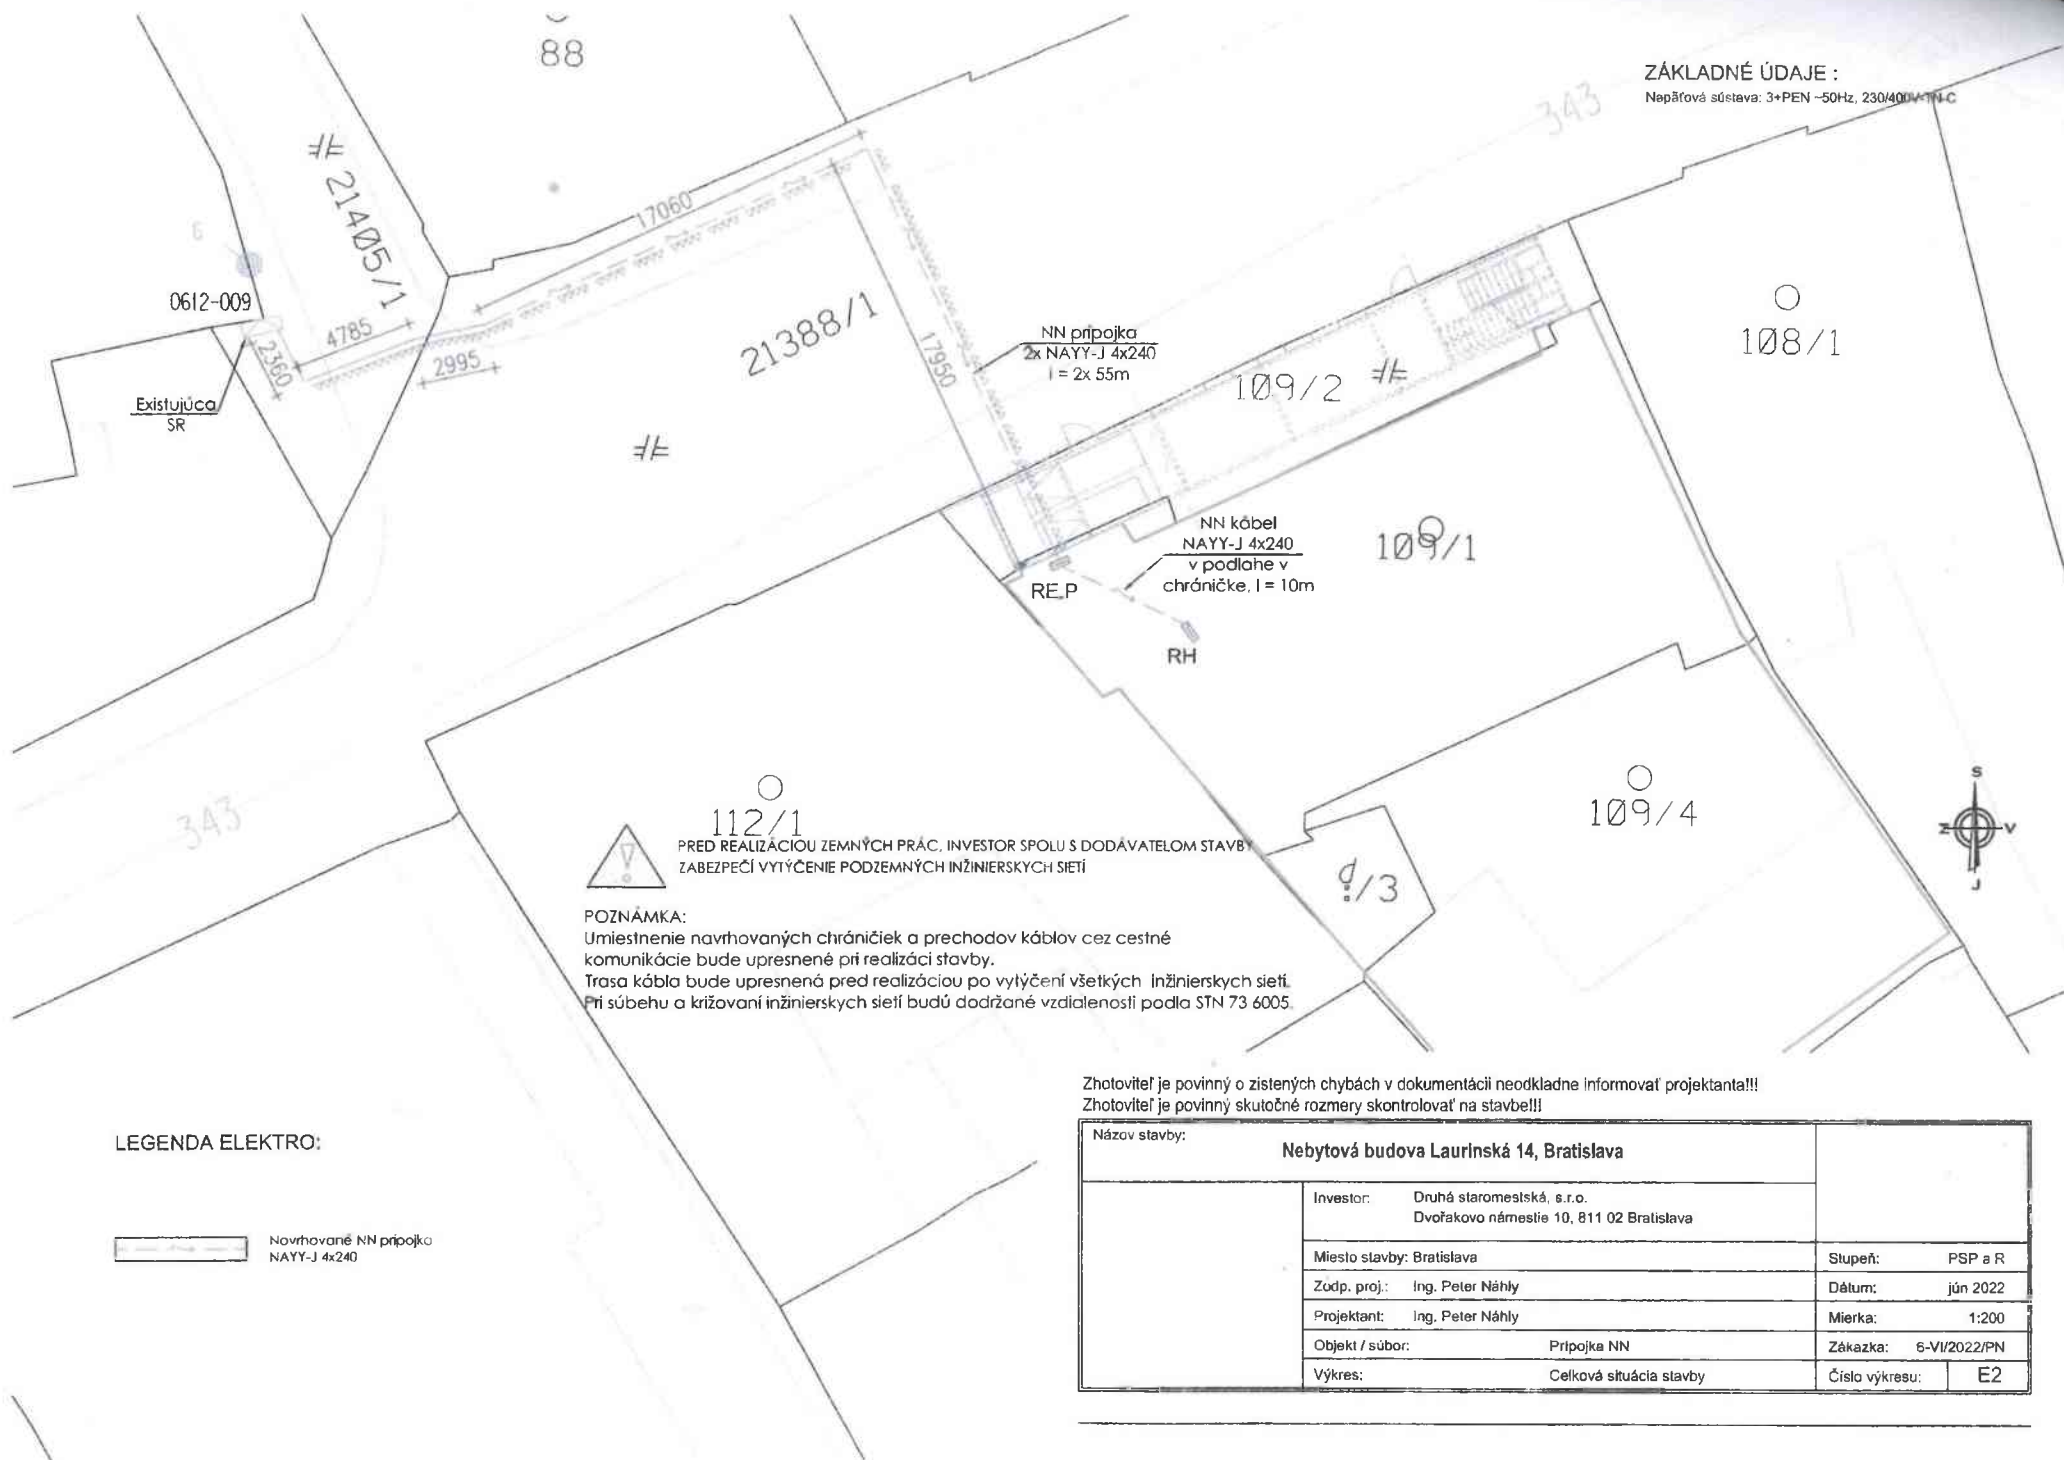 88
ZÁKLADNÉ ÚDAJE :
Napäťová sústava: 3+PEN ~50Hz, 230/400V-TN-C
343
21405/1
6
17060
0612-009
4785
2360
2995
Existujúca
SR
21388/1
17950
NN prípojka
2x NAYY-J 4x240
l = 2x 55m
109/2
108/1
NN kábel
NAYY-J 4x240
v podlahe v
chráničke, l = 10m
109/1
RE.P
RH
343
112/1
109/4
/3
S
Z
V
J
PRED REALIZÁCIOU ZEMNÝCH PRÁC, INVESTOR SPOLU S DODÁVATELOM STAVBY
ZABEZPEČÍ VYTÝČENIE PODZEMNÝCH INŽINIERSKYCH SIETÍ
POZNÁMKA:
Umiestnenie navrhovaných chráničiek a prechodov káblov cez cestné
komunikácie bude upresnené pri realizáci stavby.
Trasa kábla bude upresnená pred realizáciou po vytýčení všetkých inžinierskych sietí.
Pri súbehu a križovaní inžinierskych sietí budú dodržané vzdialenosti podla STN 73 6005.
Zhotoviteľ je povinný o zistených chybách v dokumentácii neodkladne informovať projektanta!!!
Zhotoviteľ je povinný skutočné rozmery skontrolovať na stavbe!!!
LEGENDA ELEKTRO:
Navrhované NN prípojka
NAYY-J 4x240
Názov stavby:
Nebytová budova Laurinská 14, Bratislava
Investor: Druhá staromestská, s.r.o.
Dvořákovo námestie 10, 811 02 Bratislava
Miesto stavby: Bratislava
Stupeň: PSP a R
Zodp. proj.: Ing. Peter Náhly
Dátum: jún 2022
Projektant: Ing. Peter Náhly
Mierka: 1:200
Objekt / súbor: Prípojka NN
Zákazka: 6-VI/2022/PN
Výkres: Celková situácia stavby
Číslo výkresu: E2